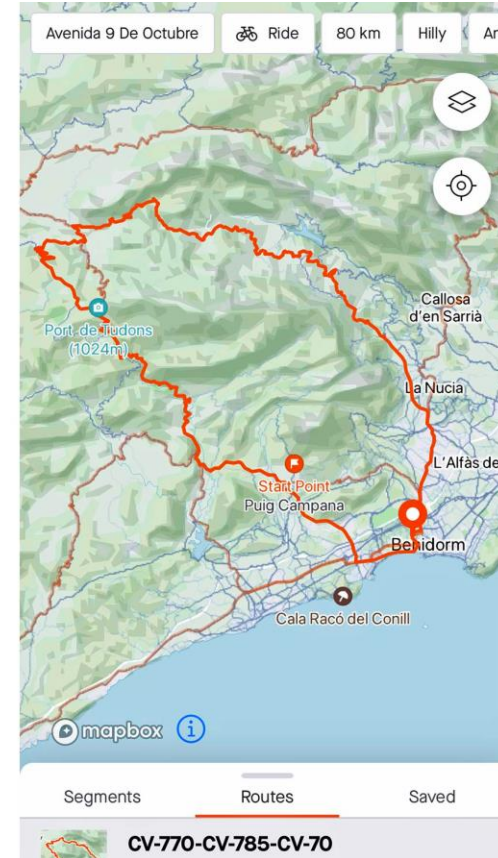 Avenida 9 De Octubre
Ride
80 km
Hilly
Callosa
d'en Sarrià
Port de Tudons
(1024m)
La Nucia
L'Alfàs de
Start Point
Puig Campana
Benidorm
Cala Racó del Conill
mapbox
Segments
Routes
Saved
CV-770-CV-785-CV-70